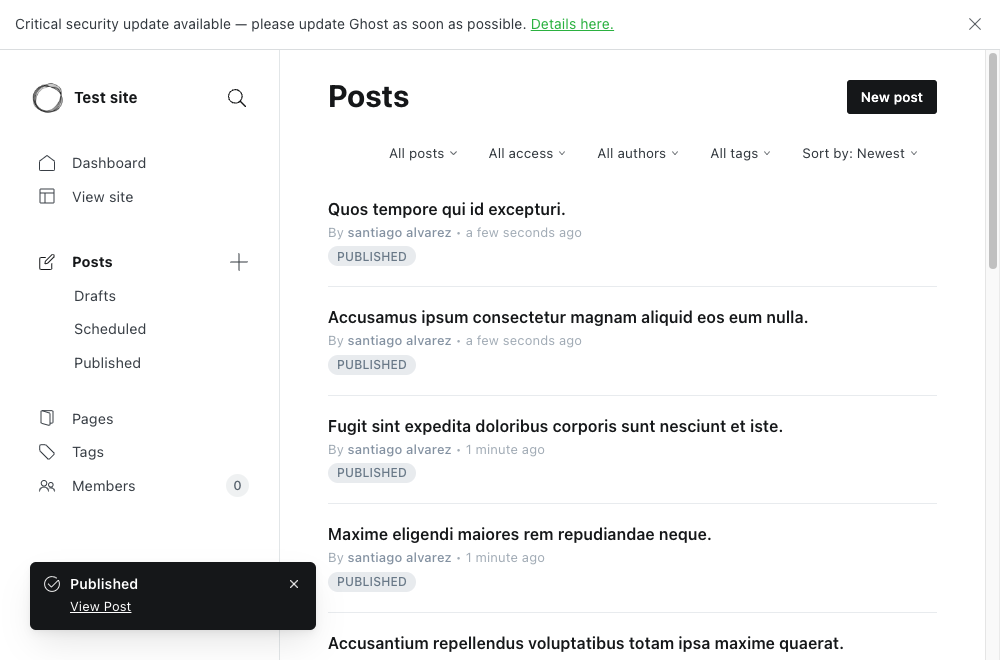 Critical security update available — please update Ghost as soon as possible. Details here.
Test site
Dashboard
View site
Posts
Drafts
Scheduled
Published
Pages
Tags
Members 0
Published
View Post
Posts
New post
All posts All access All authors All tags Sort by: Newest
Quos tempore qui id excepturi.
By santiago alvarez • a few seconds ago
PUBLISHED
Accusamus ipsum consectetur magnam aliquid eos eum nulla.
By santiago alvarez • a few seconds ago
PUBLISHED
Fugit sint expedita doloribus corporis sunt nesciunt et iste.
By santiago alvarez • 1 minute ago
PUBLISHED
Maxime eligendi maiores rem repudiandae neque.
By santiago alvarez • 1 minute ago
PUBLISHED
Accusantium repellendus voluptatibus totam ipsa maxime quaerat.